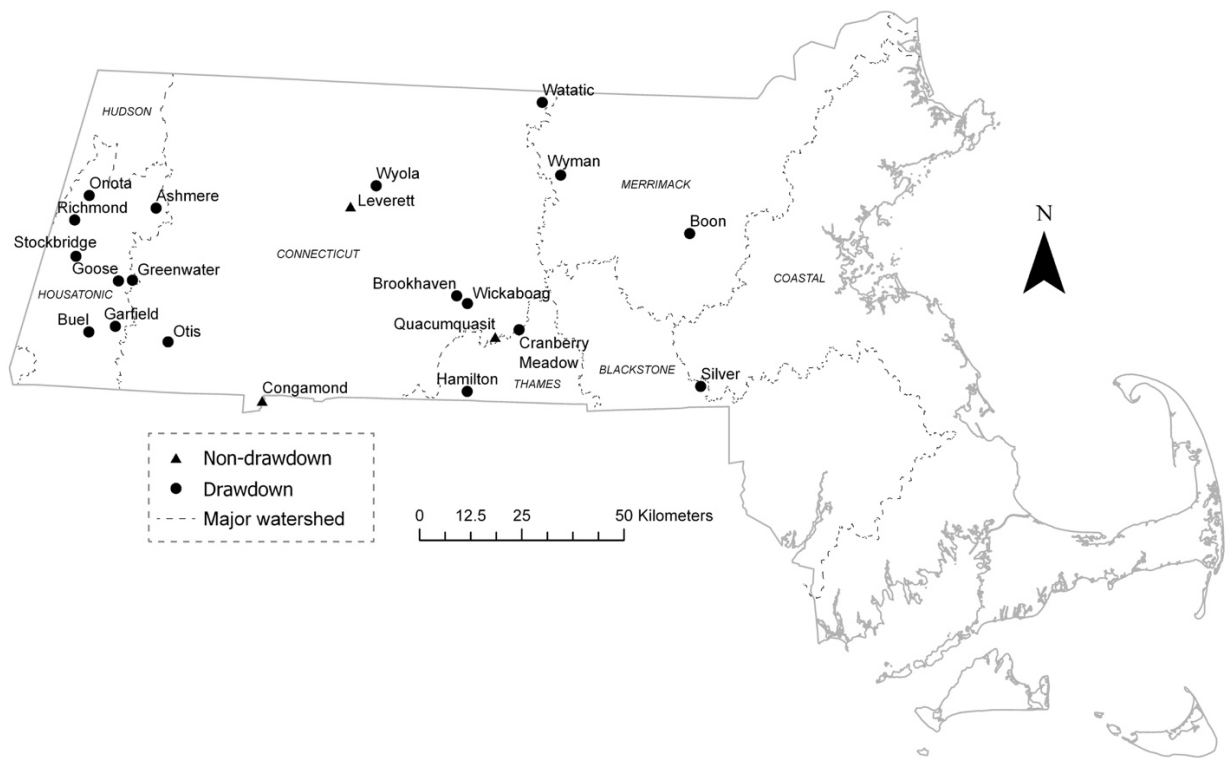 Watatic
HUDSON
Wyman
Wyola
MERRIMACK
Onota
Ashmere
Leverett
Richmond
Boon
Stockbridge
CONNECTICUT
Goose
Greenwater
COASTAL
N
HOUSATONIC
Brookhaven
Wickaboag
Buel
Garfield
Otis
Quacumquasit
Cranberry
Meadow
Congamond
Hamilton
THAMES
BLACKSTONE
Silver
Non-drawdown
Drawdown
Major watershed
0 12.5 25 50 Kilometers